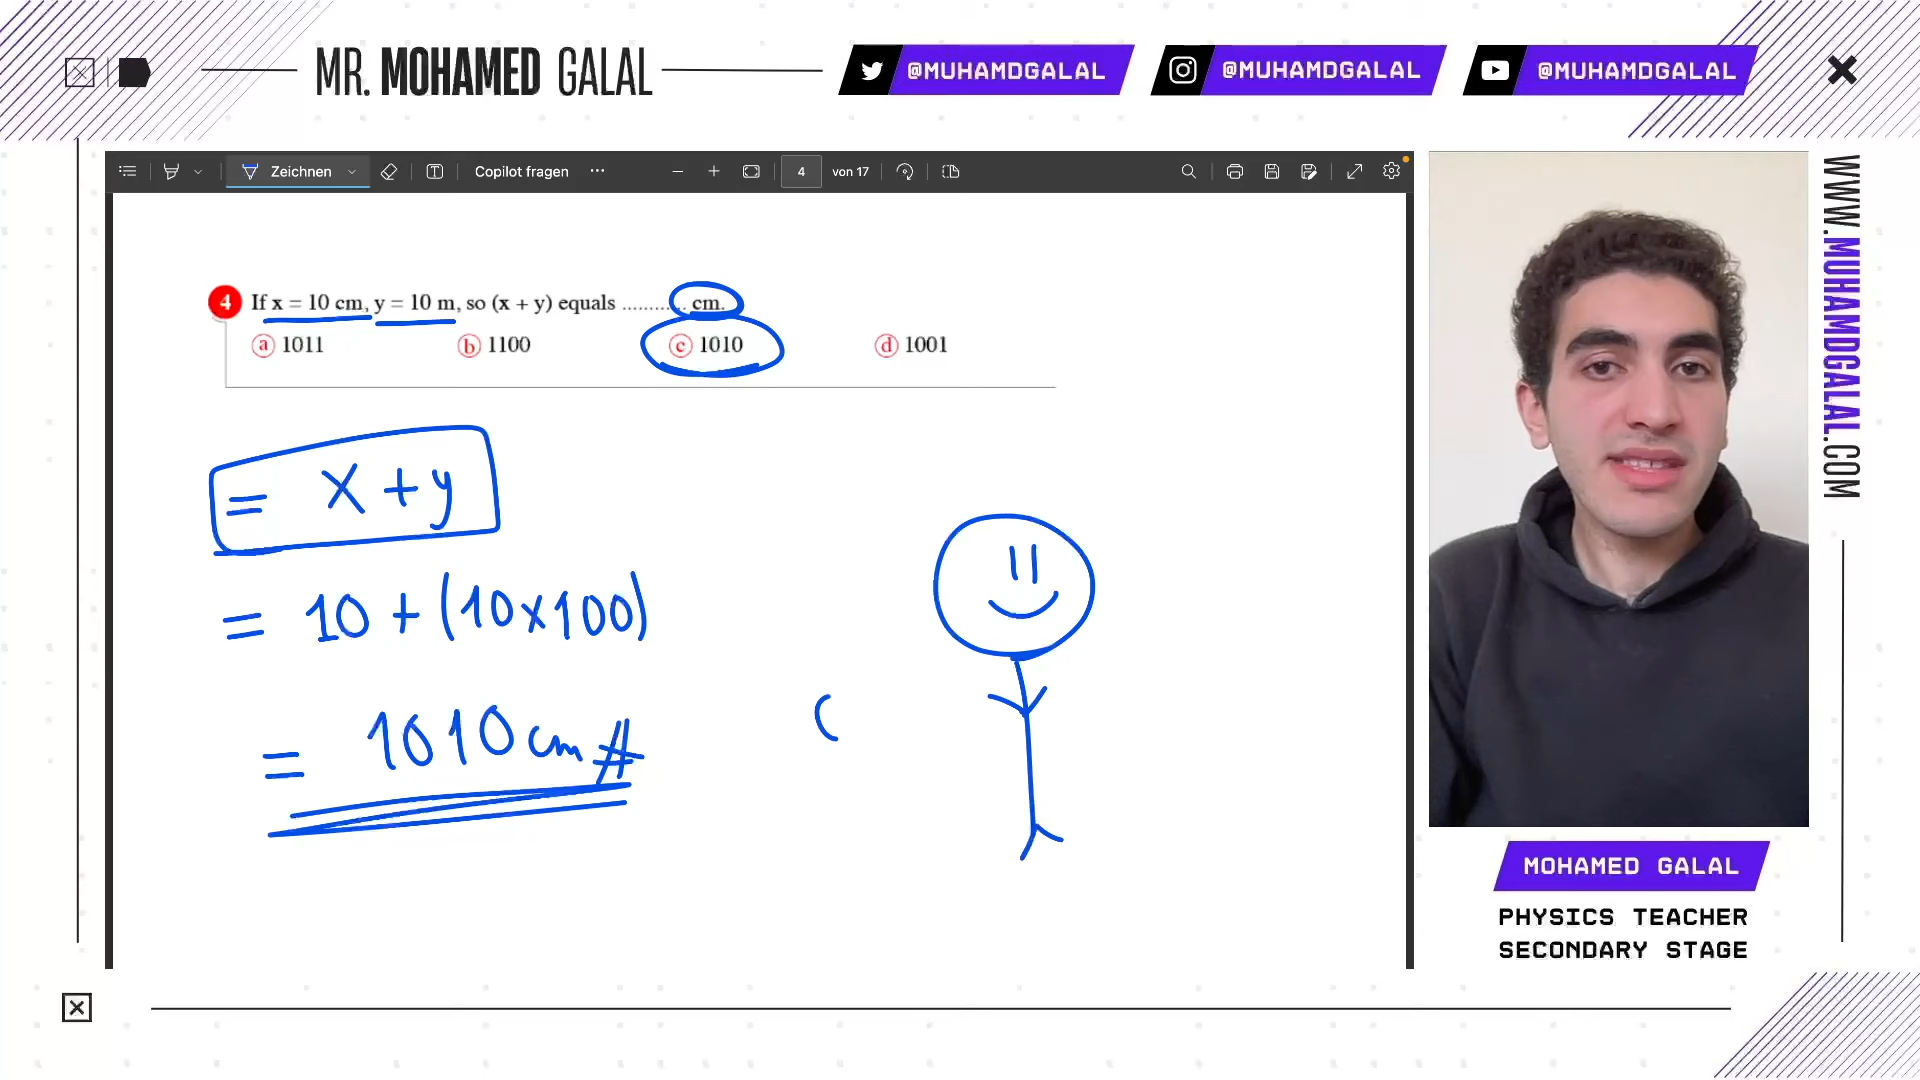 MR. MOHAMED GALAL
@MUHAMDGALAL
@MUHAMDGALAL
@MUHAMDGALAL
Zeichnen
Copilot fragen
4
von 17
4 If x = 10 cm, y = 10 m, so (x + y) equals ........... cm.
a 1011
b 1100
c 1010
d 1001
= x + y
= 10 + (10x100)
= 1010 cm #
WWW.MUHAMDGALAL.COM
MOHAMED GALAL
PHYSICS TEACHER
SECONDARY STAGE